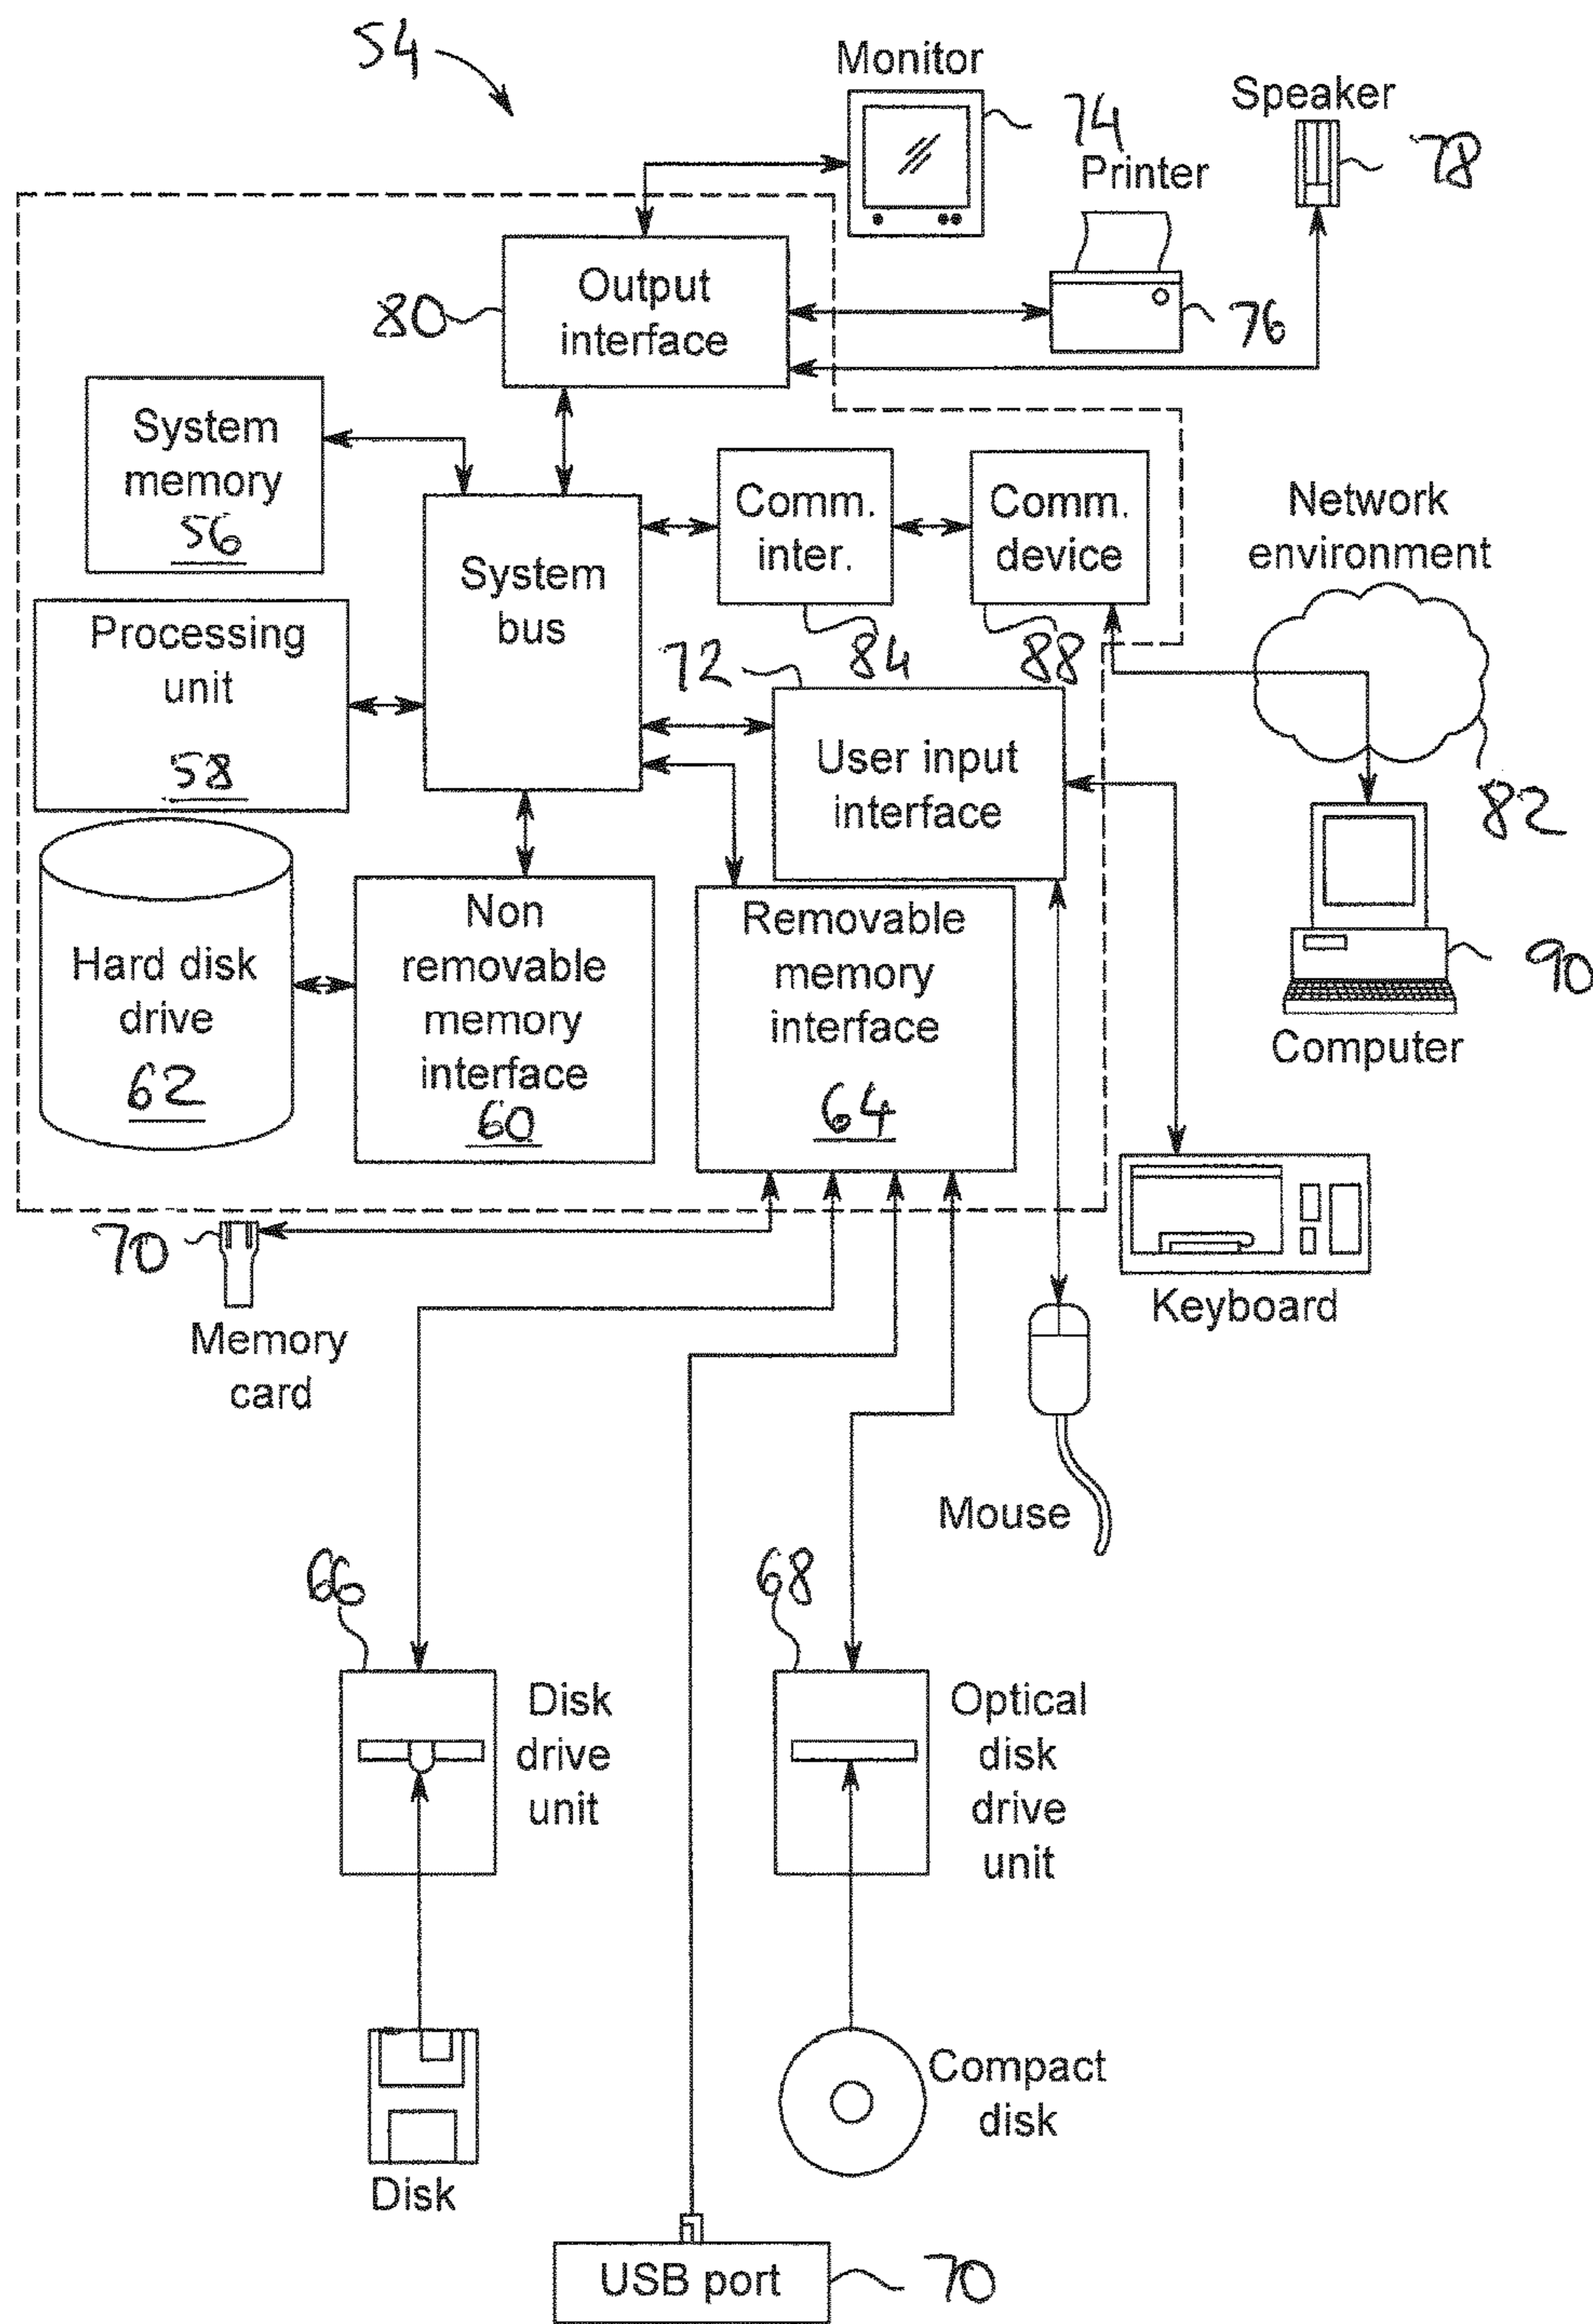 54
Monitor
74
Speaker
78
Printer
76
Output
interface
80
System
memory
56
System
bus
Comm.
inter.
84
Comm.
device
88
Network
environment
82
Processing
unit
58
72
User input
interface
Hard disk
drive
62
Non
removable
memory
interface
60
Removable
memory
interface
64
90
Computer
Keyboard
70
Memory
card
Mouse
66
Disk
drive
unit
68
Optical
disk
drive
unit
Disk
Compact
disk
USB port
70